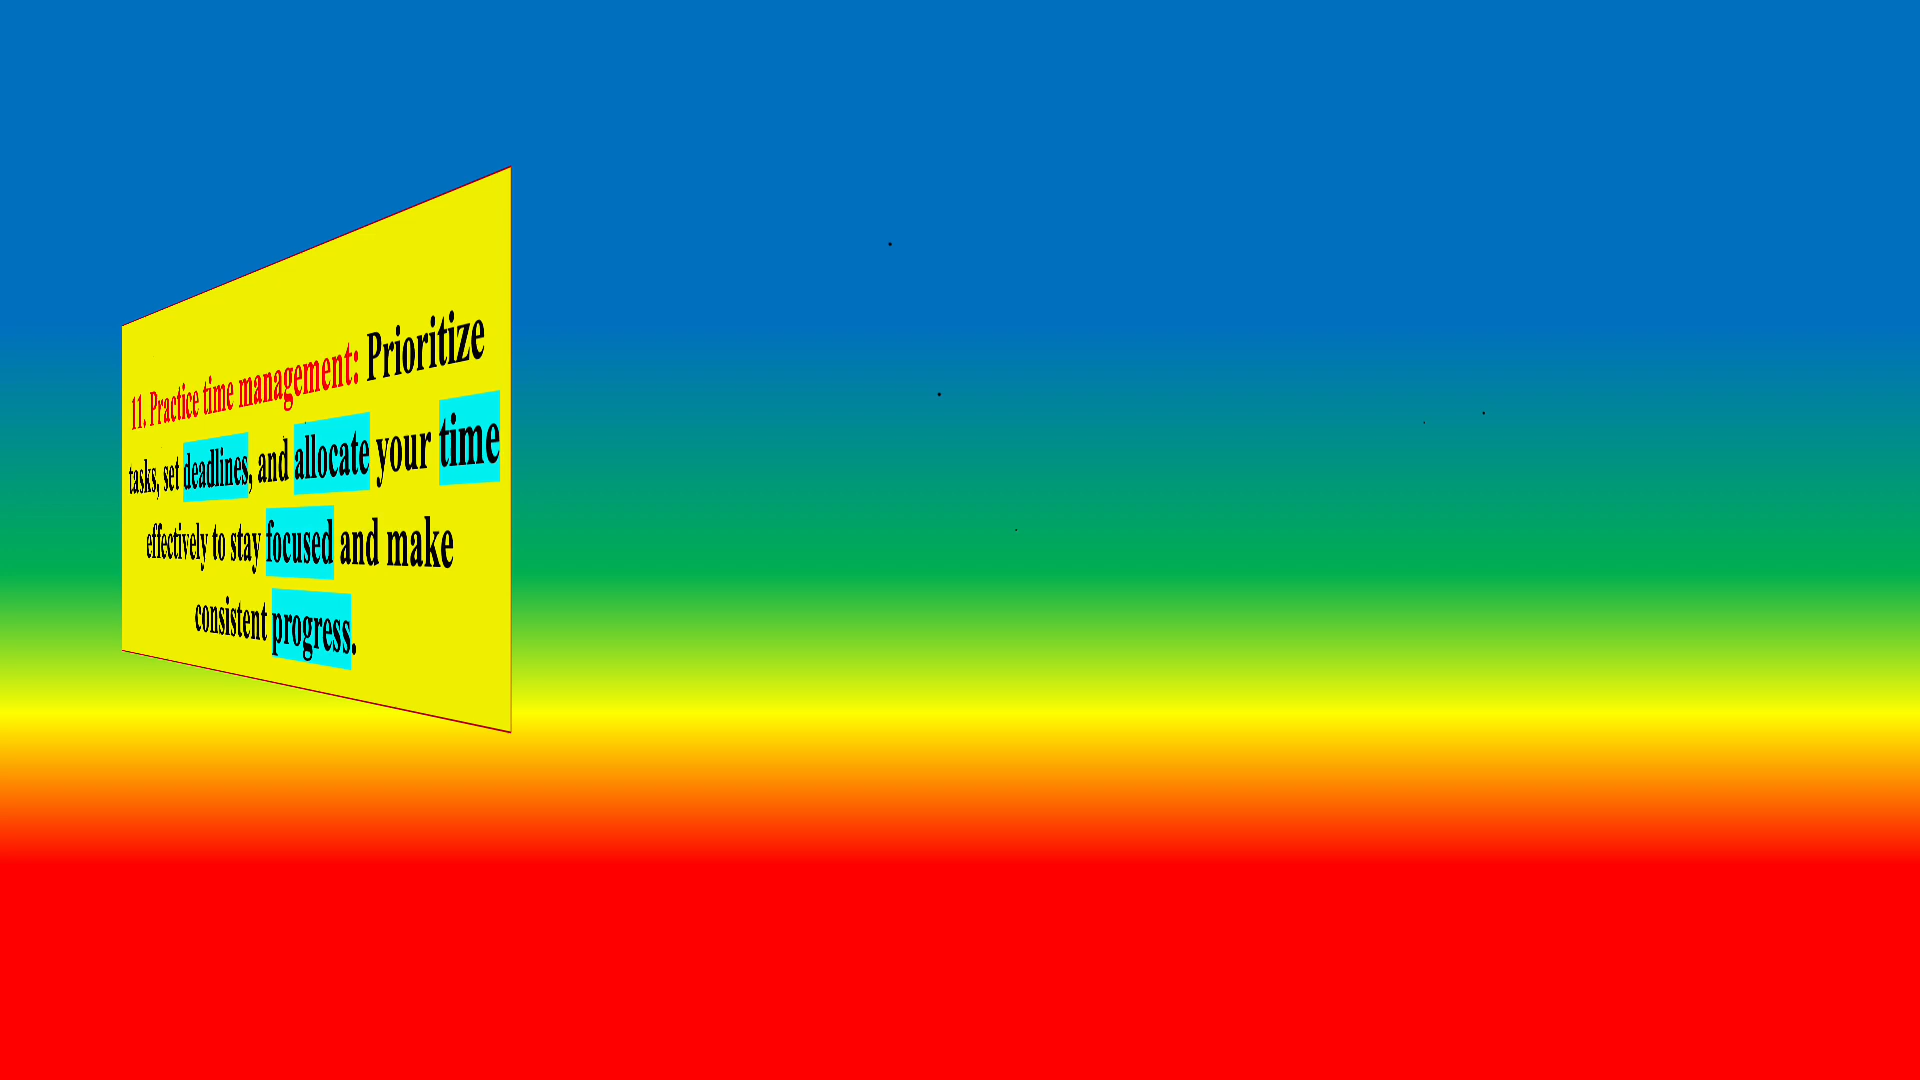 11. Practice time management: Prioritize
tasks, set deadlines, and allocate your time
effectively to stay focused and make
consistent progress.